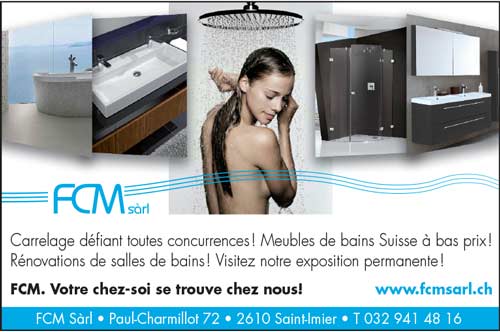 FCM sàrl
Carrelage défiant toutes concurrences! Meubles de bains Suisse à bas prix!
Rénovations de salles de bains! Visitez notre exposition permanente!
FCM. Votre chez-soi se trouve chez nous! www.fcmsarl.ch
FCM Sàrl • Paul-Charmillot 72 • 2610 Saint-Imier • T 032 941 48 16